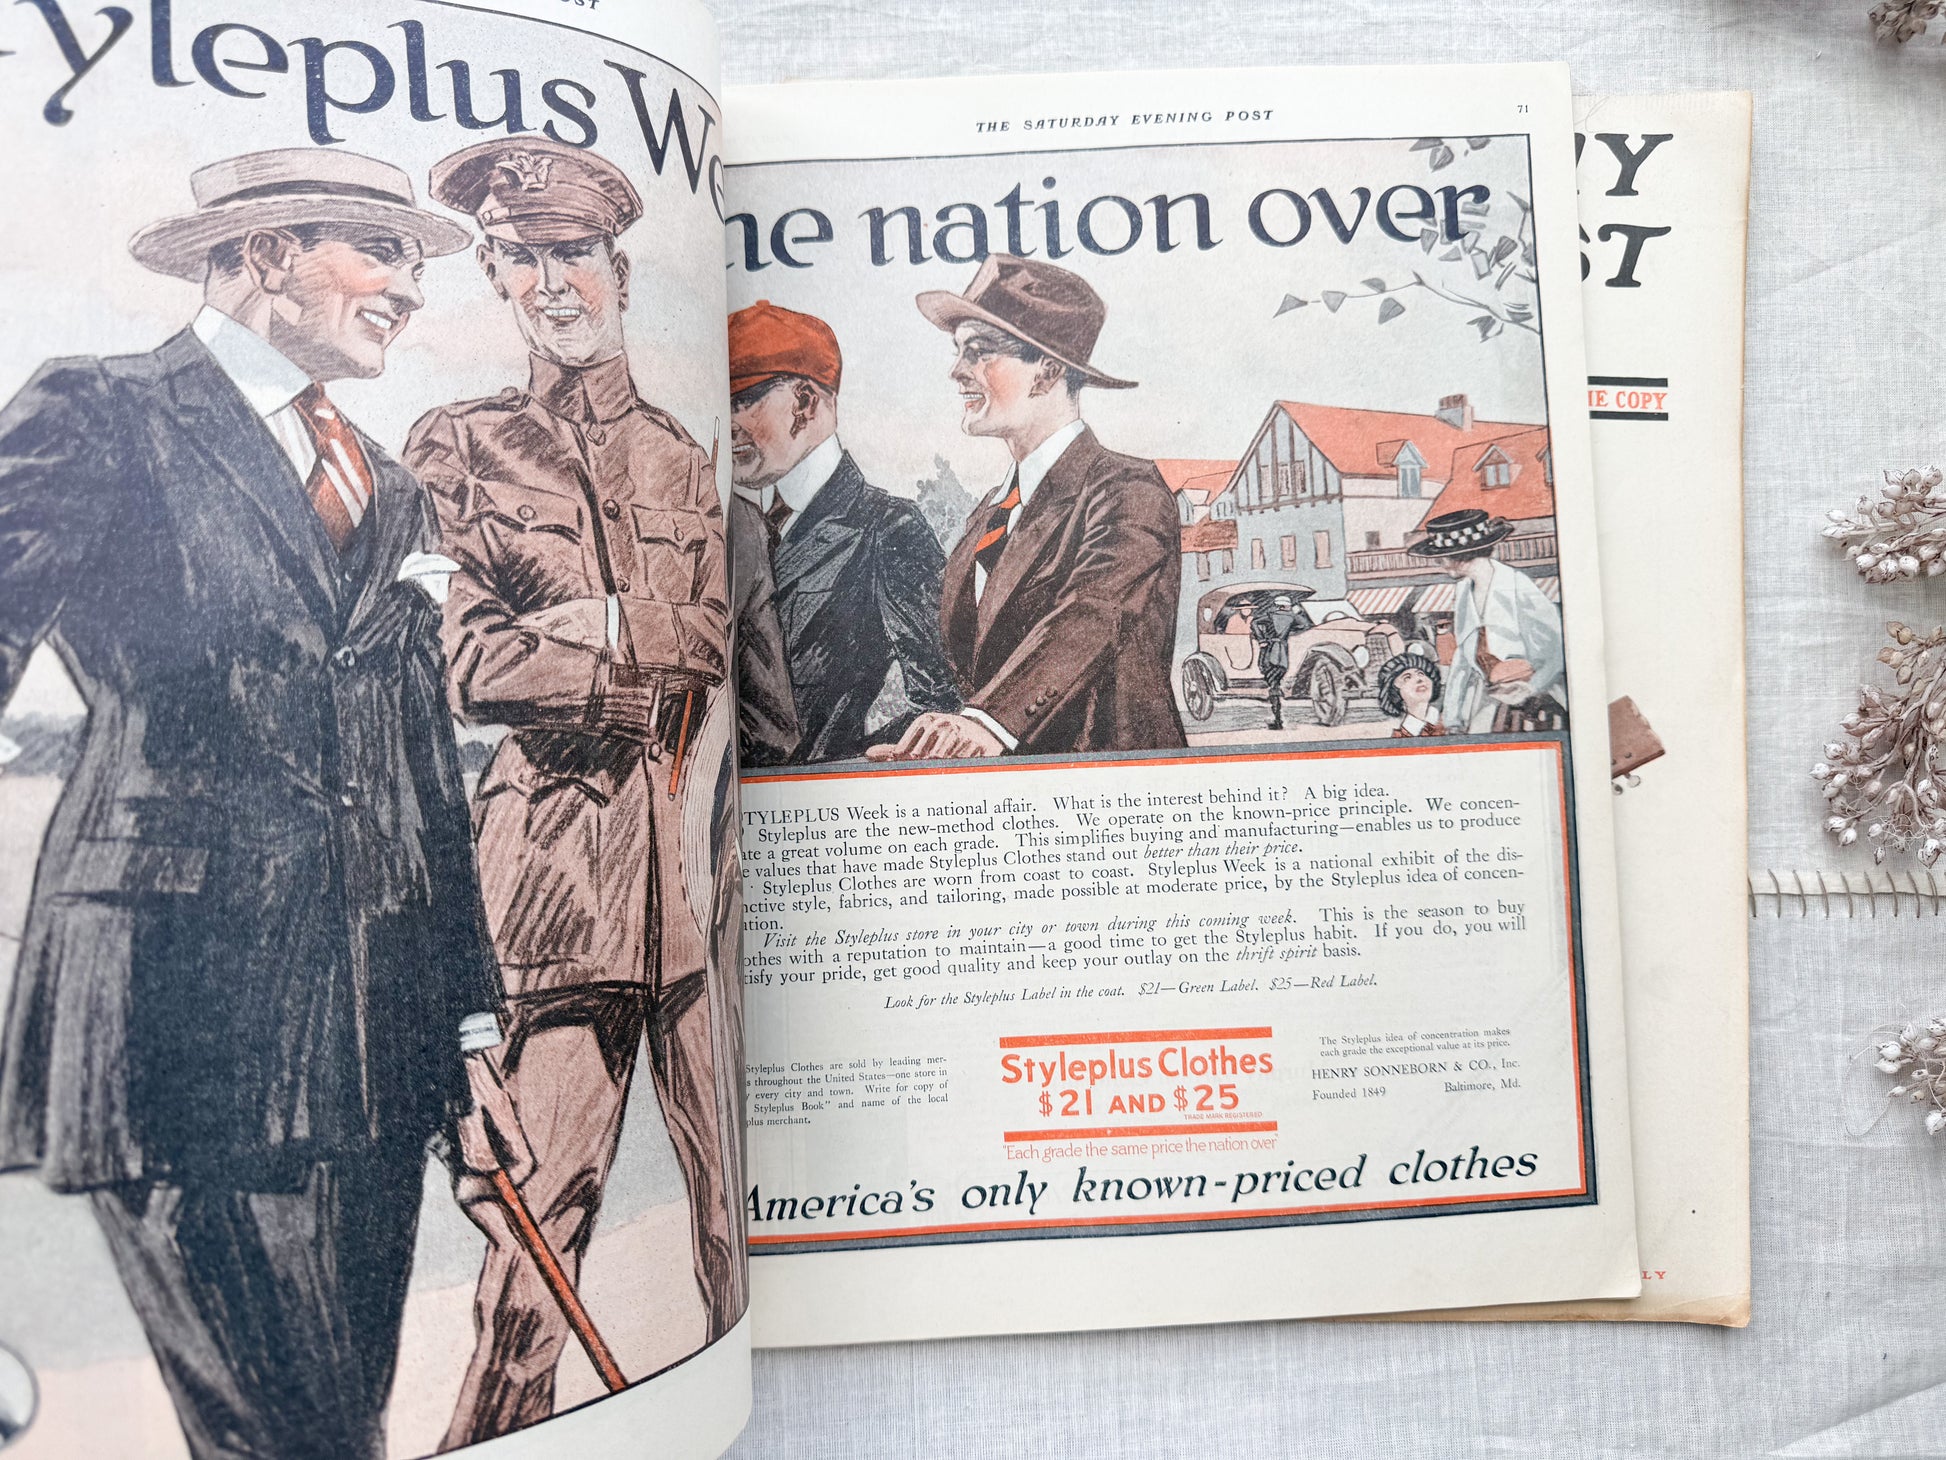 yleplus We
THE SATURDAY EVENING POST
71
he nation over
TYLEPLUS Week is a national affair. What is the interest behind it? A big idea.
Styleplus are the new-method clothes. We operate on the known-price principle. We concen-
ate a great volume on each grade. This simplifies buying and manufacturing—enables us to produce
e values that have made Styleplus Clothes stand out better than their price.
Styleplus Clothes are worn from coast to coast. Styleplus Week is a national exhibit of the dis-
nctive style, fabrics, and tailoring, made possible at moderate price, by the Styleplus idea of concen-
ation.
Visit the Styleplus store in your city or town during this coming week. This is the season to buy
othes with a reputation to maintain—a good time to get the Styleplus habit. If you do, you will
tisfy your pride, get good quality and keep your outlay on the thrift spirit basis.
Look for the Styleplus Label in the coat. $21—Green Label. $25—Red Label.
Styleplus Clothes are sold by leading mer-
s throughout the United States—one store in
y every city and town. Write for copy of
Styleplus Book" and name of the local
plus merchant.
Styleplus Clothes
$21 AND $25
TRADE MARK REGISTERED
"Each grade the same price the nation over"
The Styleplus idea of concentration makes
each grade the exceptional value at its price.
HENRY SONNEBORN & CO., Inc.
Founded 1849 Baltimore, Md.
America's only known-priced clothes
Y
ST
HE COPY
LY